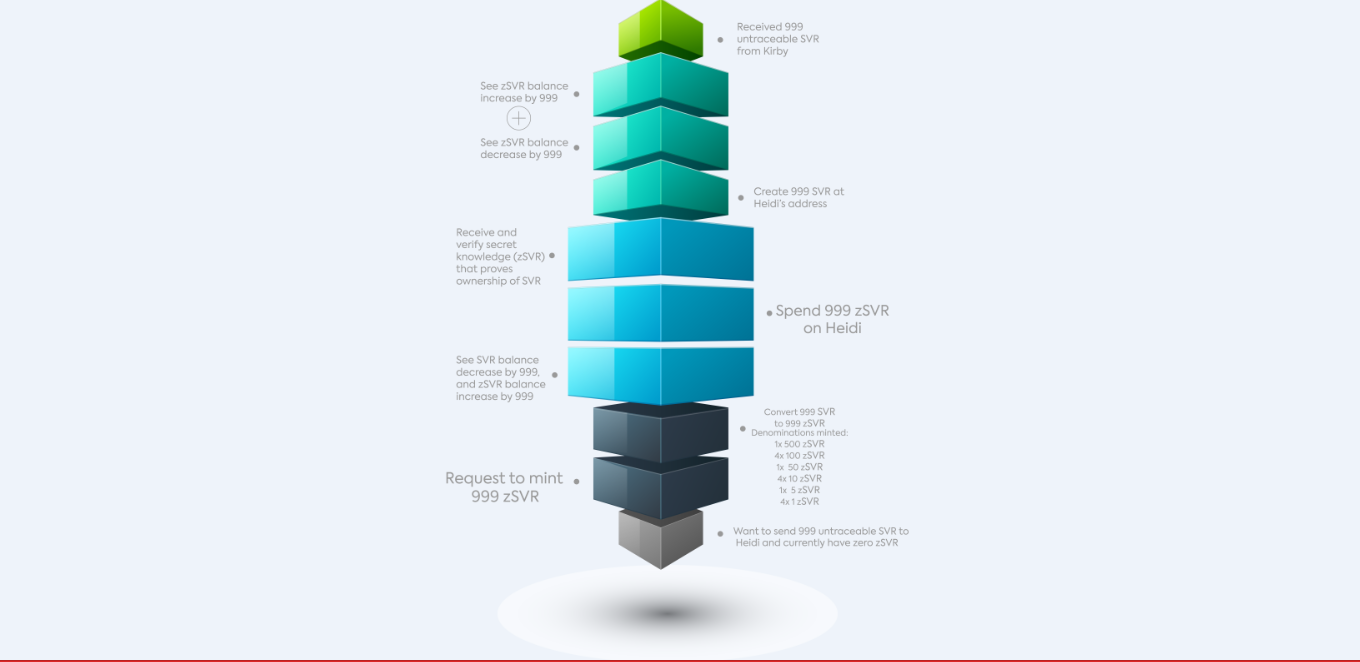 Received 999
untraceable SVR
from Kirby
See zSVR balance
increase by 999
See zSVR balance
decrease by 999
Create 999 SVR at
Heidi's address
Receive and
verify secret
knowledge (zSVR)
that proves
ownership of SVR
Spend 999 zSVR
on Heidi
See SVR balance
decrease by 999,
and zSVR balance
increase by 999
Convert 999 SVR
to 999 zSVR
Denominations minted:
1x 500 zSVR
4x 100 zSVR
1x 50 zSVR
4x 10 zSVR
1x 5 zSVR
4x 1 zSVR
Request to mint
999 zSVR
Want to send 999 untraceable SVR to
Heidi and currently have zero zSVR